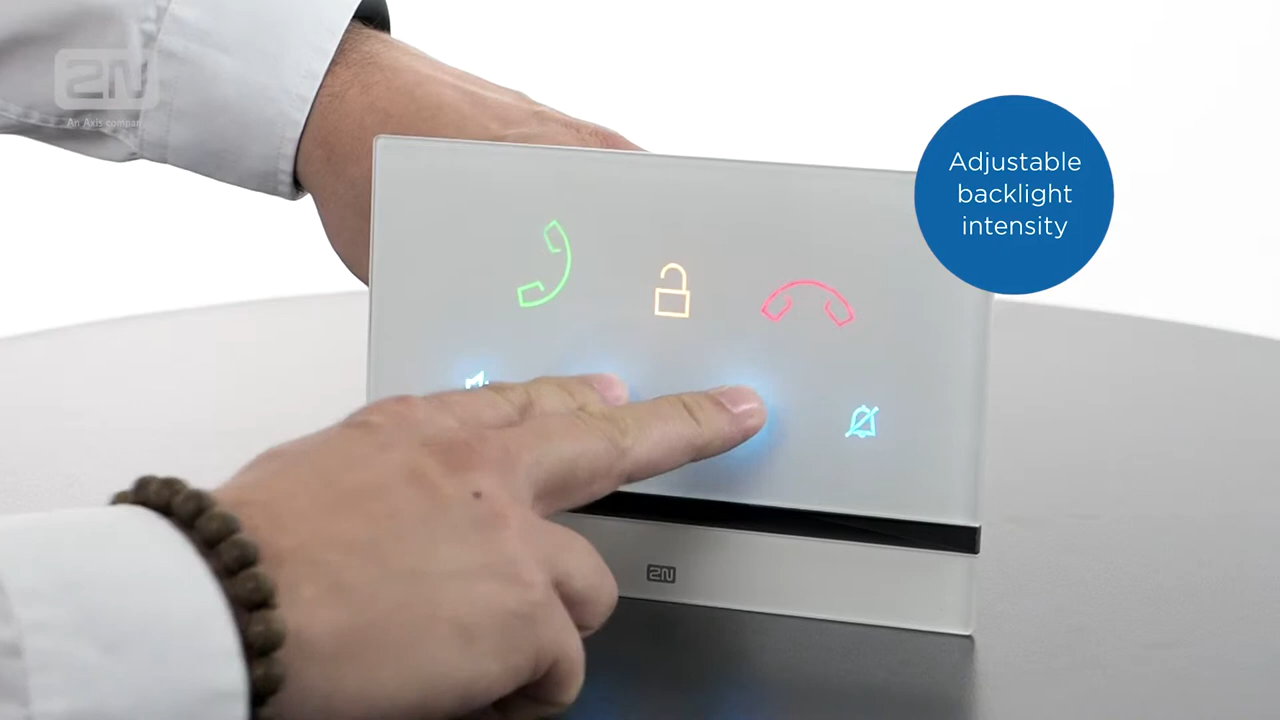 2N
An Axis company
Adjustable
backlight
intensity
2N